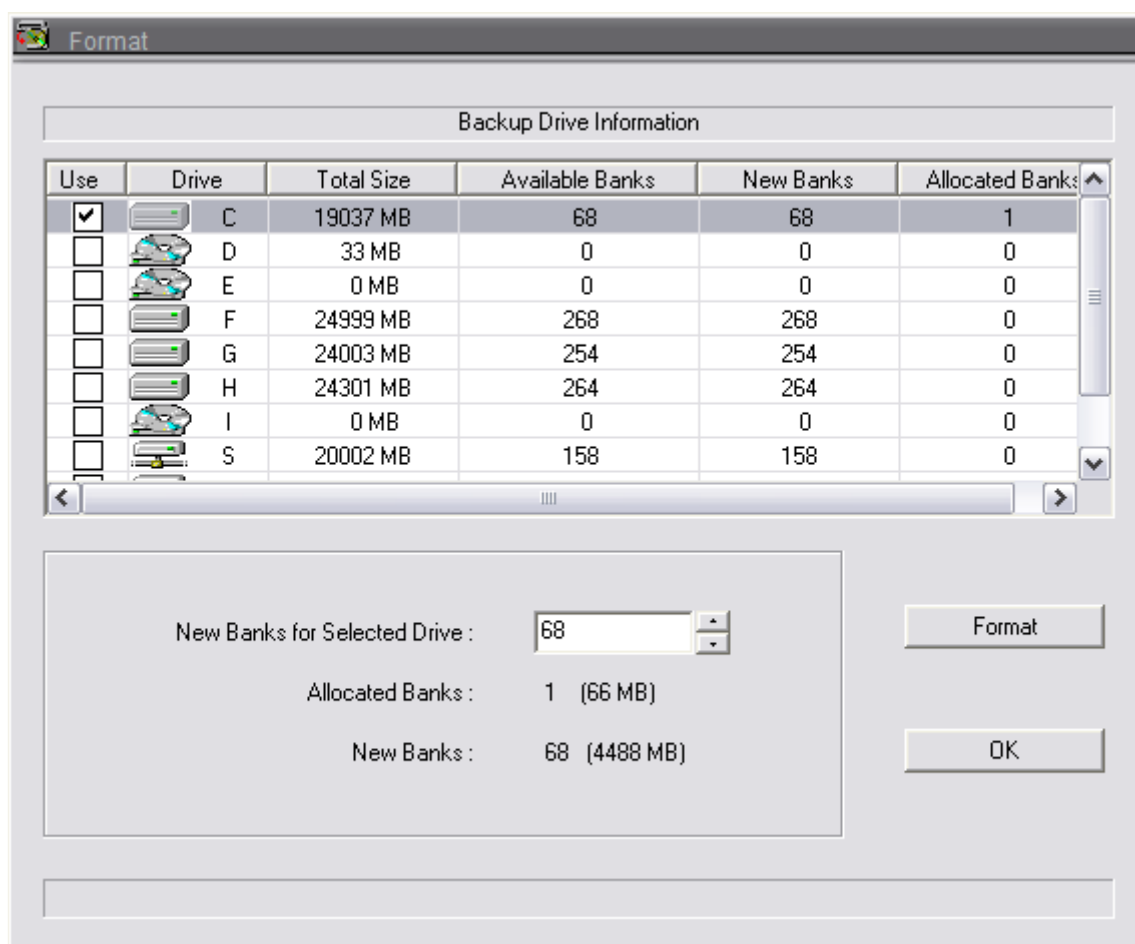 Format
Backup Drive Information
Use Drive Total Size Available Banks New Banks Allocated Banks
C 19037 MB 68 68 1
D 33 MB 0 0 0
E 0 MB 0 0 0
F 24999 MB 268 268 0
G 24003 MB 254 254 0
H 24301 MB 264 264 0
I 0 MB 0 0 0
S 20002 MB 158 158 0
New Banks for Selected Drive : 68 Format
Allocated Banks : 1 (66 MB)
New Banks : 68 (4488 MB) OK